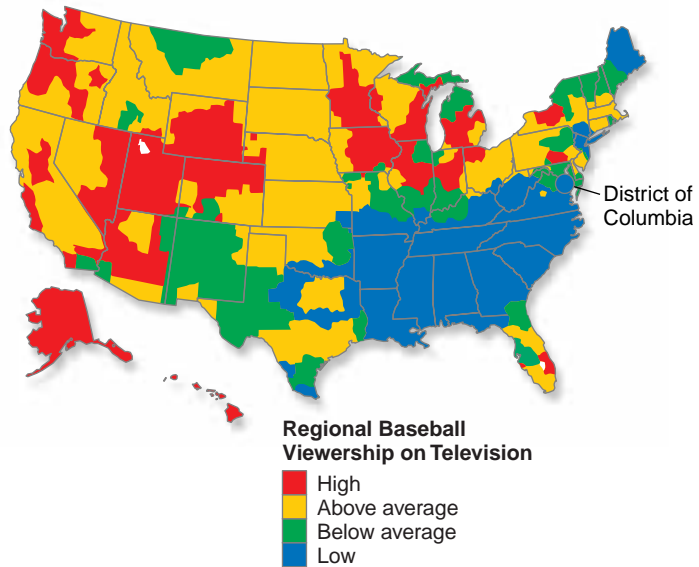 District of
Columbia
Regional Baseball
Viewership on Television
High
Above average
Below average
Low